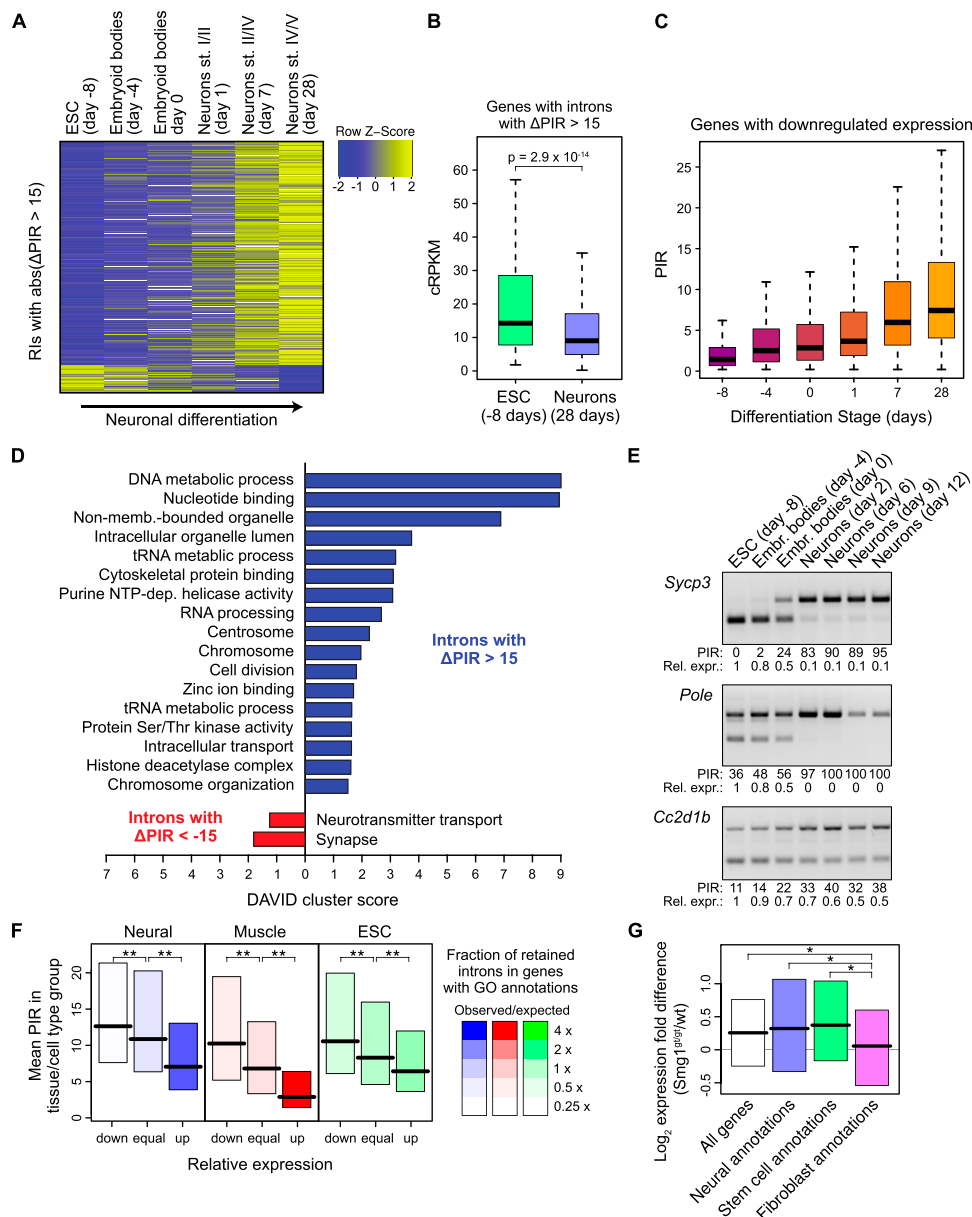 A
ESC
(day -8)
Embryoid bodies
(day -4)
Embryoid bodies
day 0
Neurons st. I/II
(day 1)
Neurons st. II/IV
(day 7)
Neurons st. IV/V
(day 28)
Row Z-Score
-2 -1 0 1 2
RIs with abs(ΔPIR > 15)
Neuronal differentiation
B
Genes with introns
with ΔPIR > 15
p = 2.9 x 10-14
cRPKM
60
50
40
30
20
10
0
ESC
(-8 days)
Neurons
(28 days)
C
Genes with downregulated expression
PIR
25
20
15
10
5
0
-8 -4 0 1 7 28
Differentiation Stage (days)
D
DNA metabolic process
Nucleotide binding
Non-memb.-bounded organelle
Intracellular organelle lumen
tRNA metablic process
Cytoskeletal protein binding
Purine NTP-dep. helicase activity
RNA processing
Centrosome
Chromosome
Cell division
Zinc ion binding
tRNA metabolic process
Protein Ser/Thr kinase activity
Intracellular transport
Histone deacetylase complex
Chromosome organization
Introns with
ΔPIR > 15
Introns with
ΔPIR < -15
Neurotransmitter transport
Synapse
7 6 5 4 3 2 1 0 1 2 3 4 5 6 7 8 9
DAVID cluster score
E
ESC (day -8)
Embr. bodies (day -4)
Embr. bodies (day 0)
Neurons (day 2)
Neurons (day 6)
Neurons (day 9)
Neurons (day 12)
Sycp3
PIR: 0 2 24 83 90 89 95
Rel. expr.: 1 0.8 0.5 0.1 0.1 0.1 0.1
Pole
PIR: 36 48 56 97 100 100 100
Rel. expr.: 1 0.8 0.5 0 0 0 0
Cc2d1b
PIR: 11 14 22 33 40 32 38
Rel. expr.: 1 0.9 0.7 0.7 0.6 0.5 0.5
F
Neural Muscle ESC
** ** ** ** ** **
Mean PIR in
tissue/cell type group
20
15
10
5
0
down equal up down equal up down equal up
Relative expression
Fraction of retained
introns in genes
with GO annotations
Observed/expected
4 x
2 x
1 x
0.5 x
0.25 x
G
*
*
*
Log2 expression fold difference
(Smg1gt/gt/wt)
1.0
0.5
0
-0.5
All genes
Neural annotations
Stem cell annotations
Fibroblast annotations